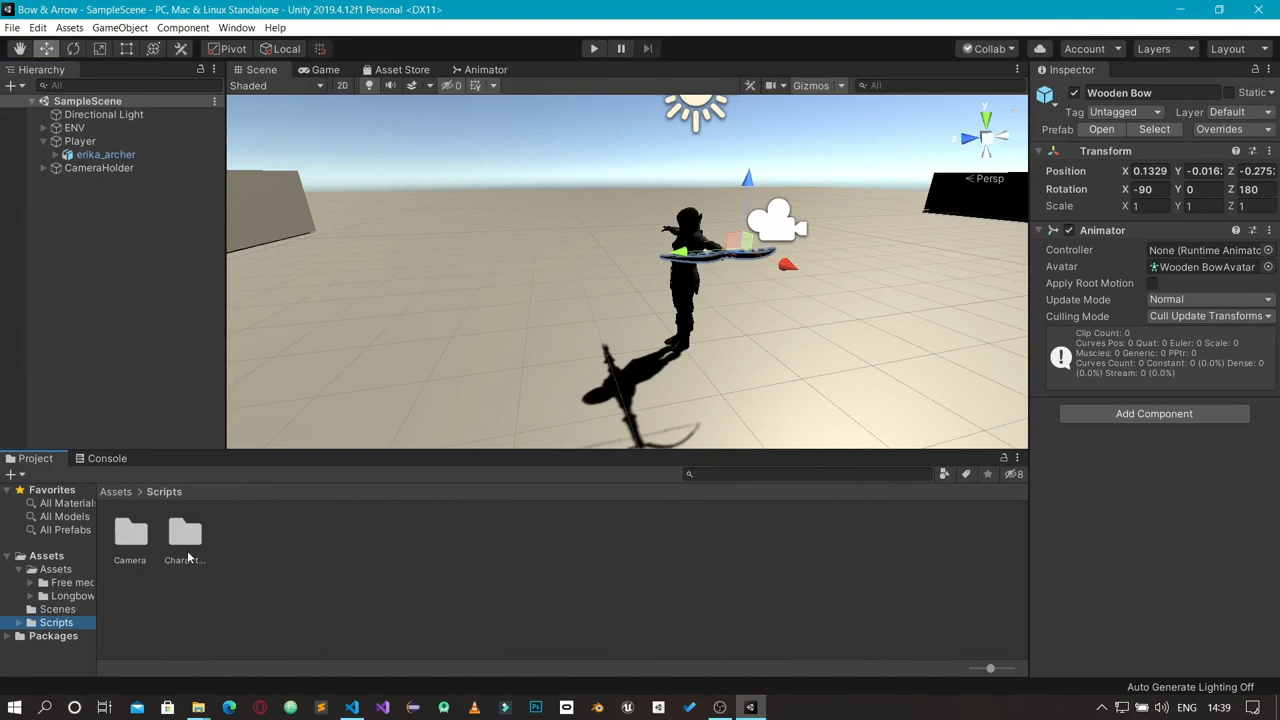 Bow & Arrow - SampleScene - PC, Mac & Linux Standalone - Unity 2019.4.12f1 Personal <DX11>
File Edit Assets GameObject Component Window Help
Pivot Local Collab Account Layers Layout
Hierarchy
All
SampleScene
Directional Light
ENV
Player
erika_archer
CameraHolder
Scene Game Asset Store Animator
Shaded 2D 0 Gizmos All
y
z
Persp
Inspector
Wooden Bow Static
Tag Untagged Layer Default
Prefab Open Select Overrides
Transform
Position X 0.1329 Y -0.016 Z -0.275
Rotation X -90 Y 0 Z 180
Scale X 1 Y 1 Z 1
Animator
Controller None (Runtime Animatc
Avatar Wooden BowAvatar
Apply Root Motion
Update Mode Normal
Culling Mode Cull Update Transforms
Clip Count: 0
Curves Pos: 0 Quat: 0 Euler: 0 Scale: 0
Muscles: 0 Generic: 0 PPtr: 0
Curves Count: 0 Constant: 0 (0.0%) Dense: 0
(0.0%) Stream: 0 (0.0%)
Add Component
Project Console
8
Favorites
All Material
All Models
All Prefabs
Assets
Assets
Free med
Longbow
Scenes
Scripts
Packages
Assets > Scripts
Camera
Charact...
Auto Generate Lighting Off
ENG 14:39